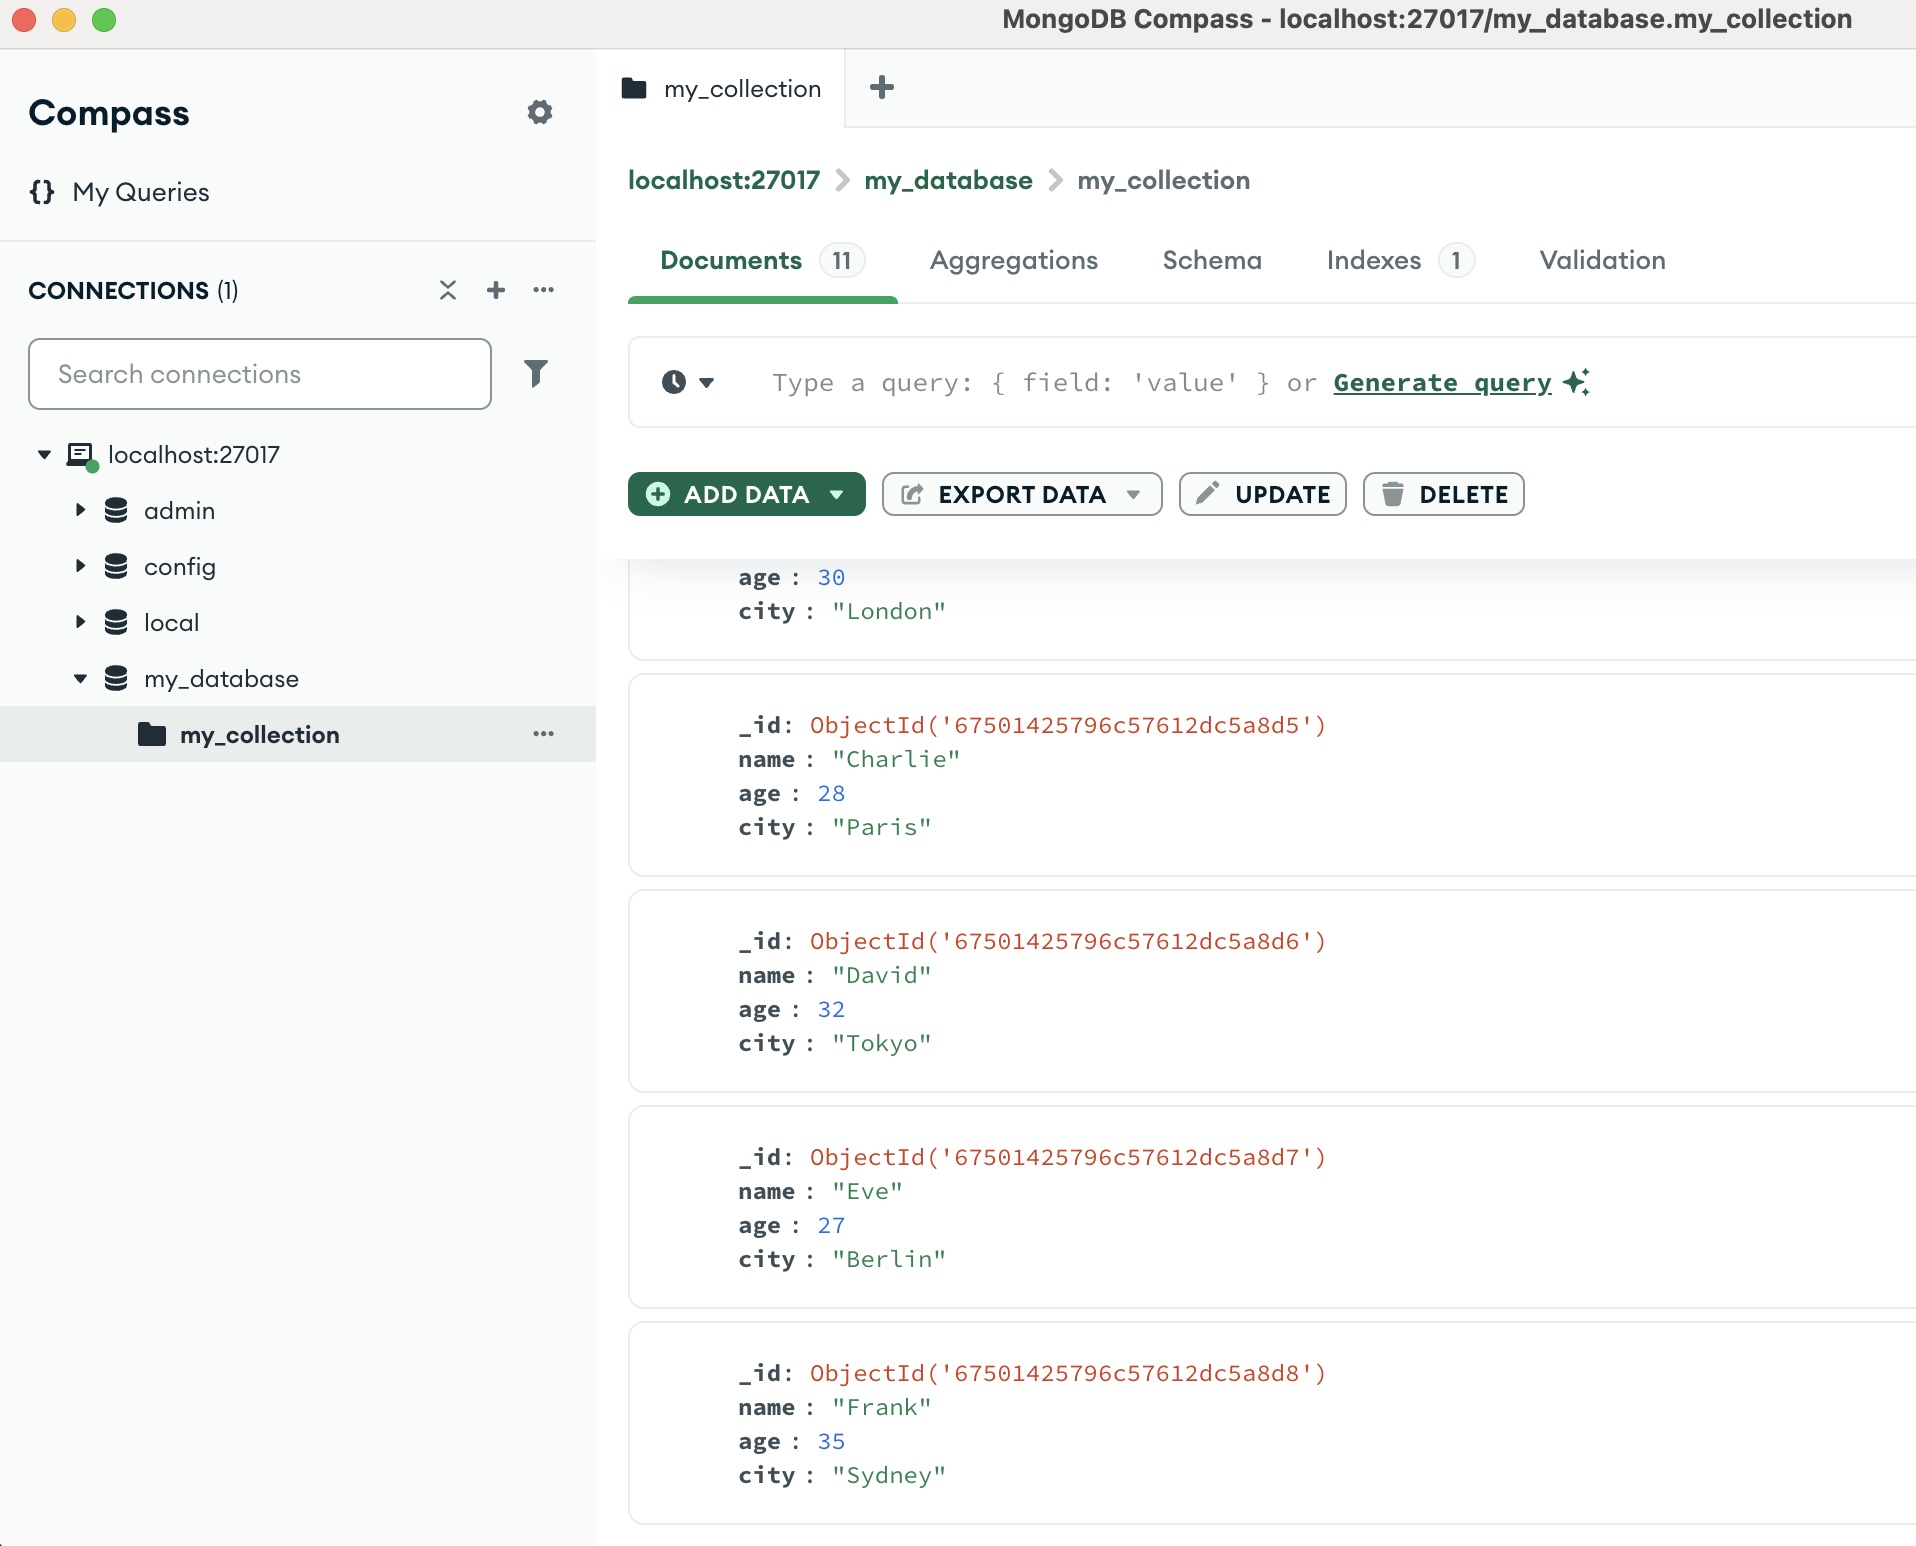 MongoDB Compass - localhost:27017/my_database.my_collection
Compass
{} My Queries
CONNECTIONS (1)
Search connections
localhost:27017
admin
config
local
my_database
my_collection
my_collection
localhost:27017 > my_database > my_collection
Documents 11 Aggregations Schema Indexes 1 Validation
Type a query: { field: 'value' } or Generate query
ADD DATA EXPORT DATA UPDATE DELETE
age : 30
city : "London"
_id: ObjectId('67501425796c57612dc5a8d5')
name : "Charlie"
age : 28
city : "Paris"
_id: ObjectId('67501425796c57612dc5a8d6')
name : "David"
age : 32
city : "Tokyo"
_id: ObjectId('67501425796c57612dc5a8d7')
name : "Eve"
age : 27
city : "Berlin"
_id: ObjectId('67501425796c57612dc5a8d8')
name : "Frank"
age : 35
city : "Sydney"